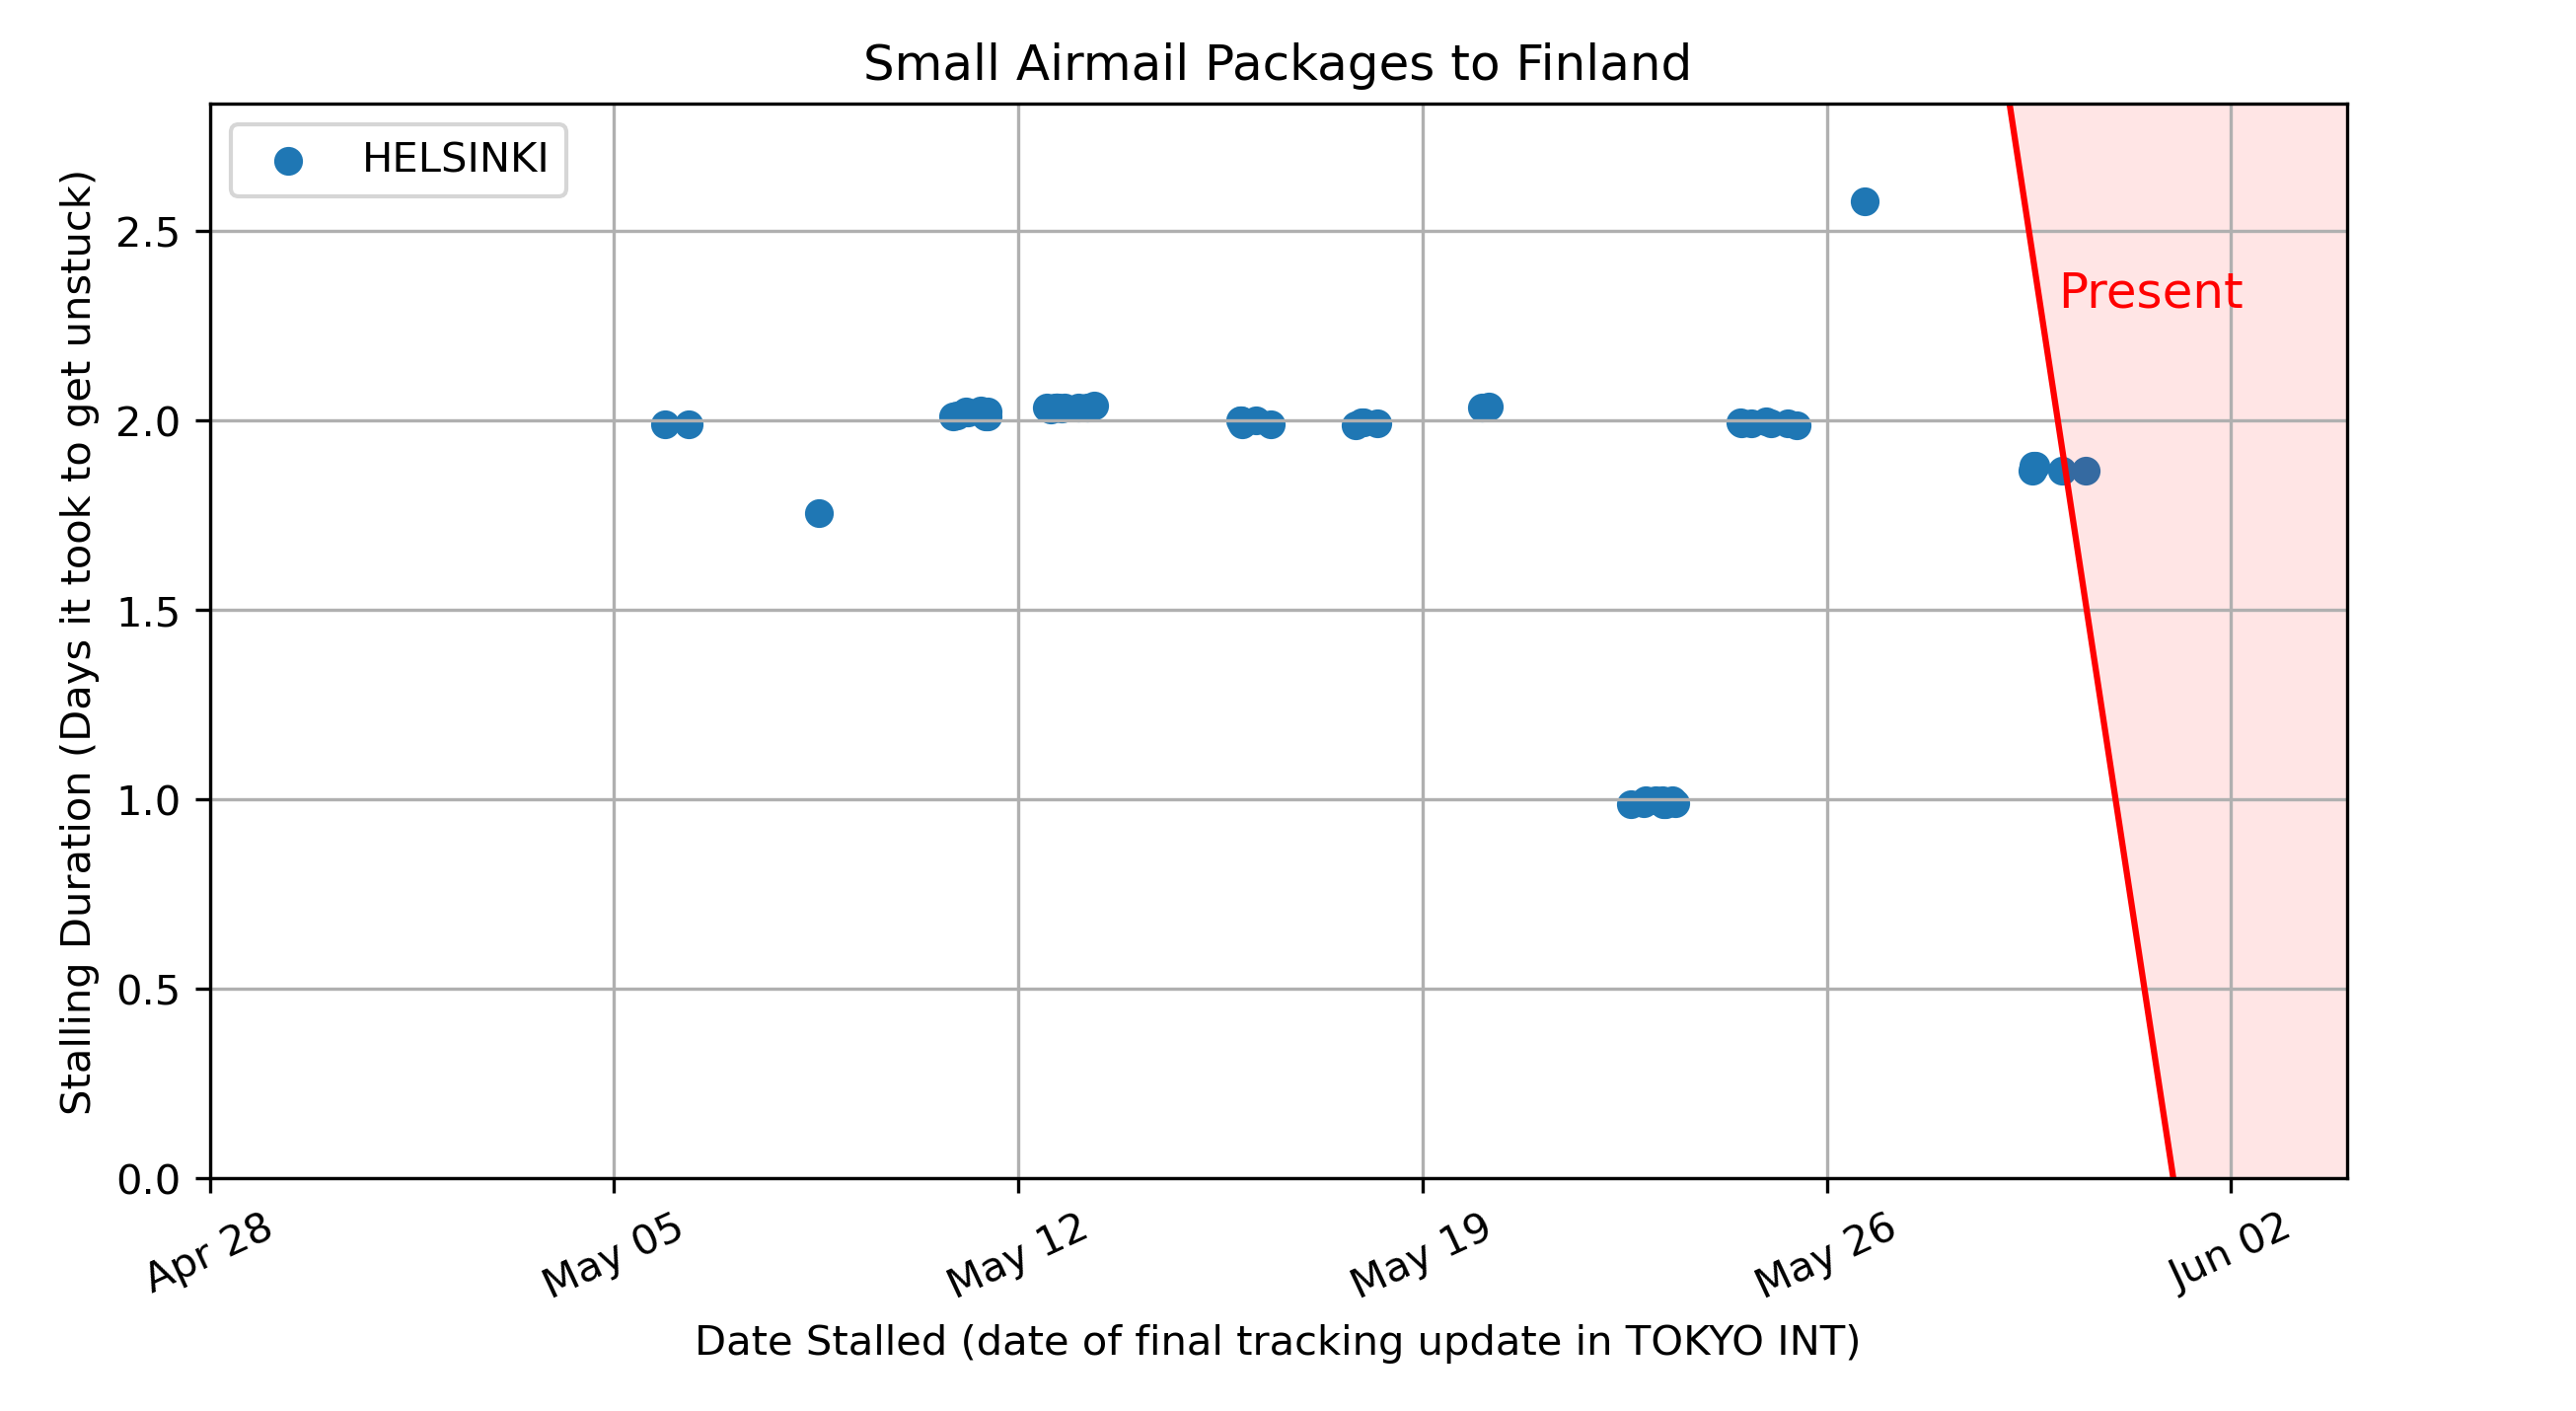 Small Airmail Packages to Finland
HELSINKI
Present
Stalling Duration (Days it took to get unstuck)
2.5
2.0
1.5
1.0
0.5
0.0
Apr 28
May 05
May 12
May 19
May 26
Jun 02
Date Stalled (date of final tracking update in TOKYO INT)